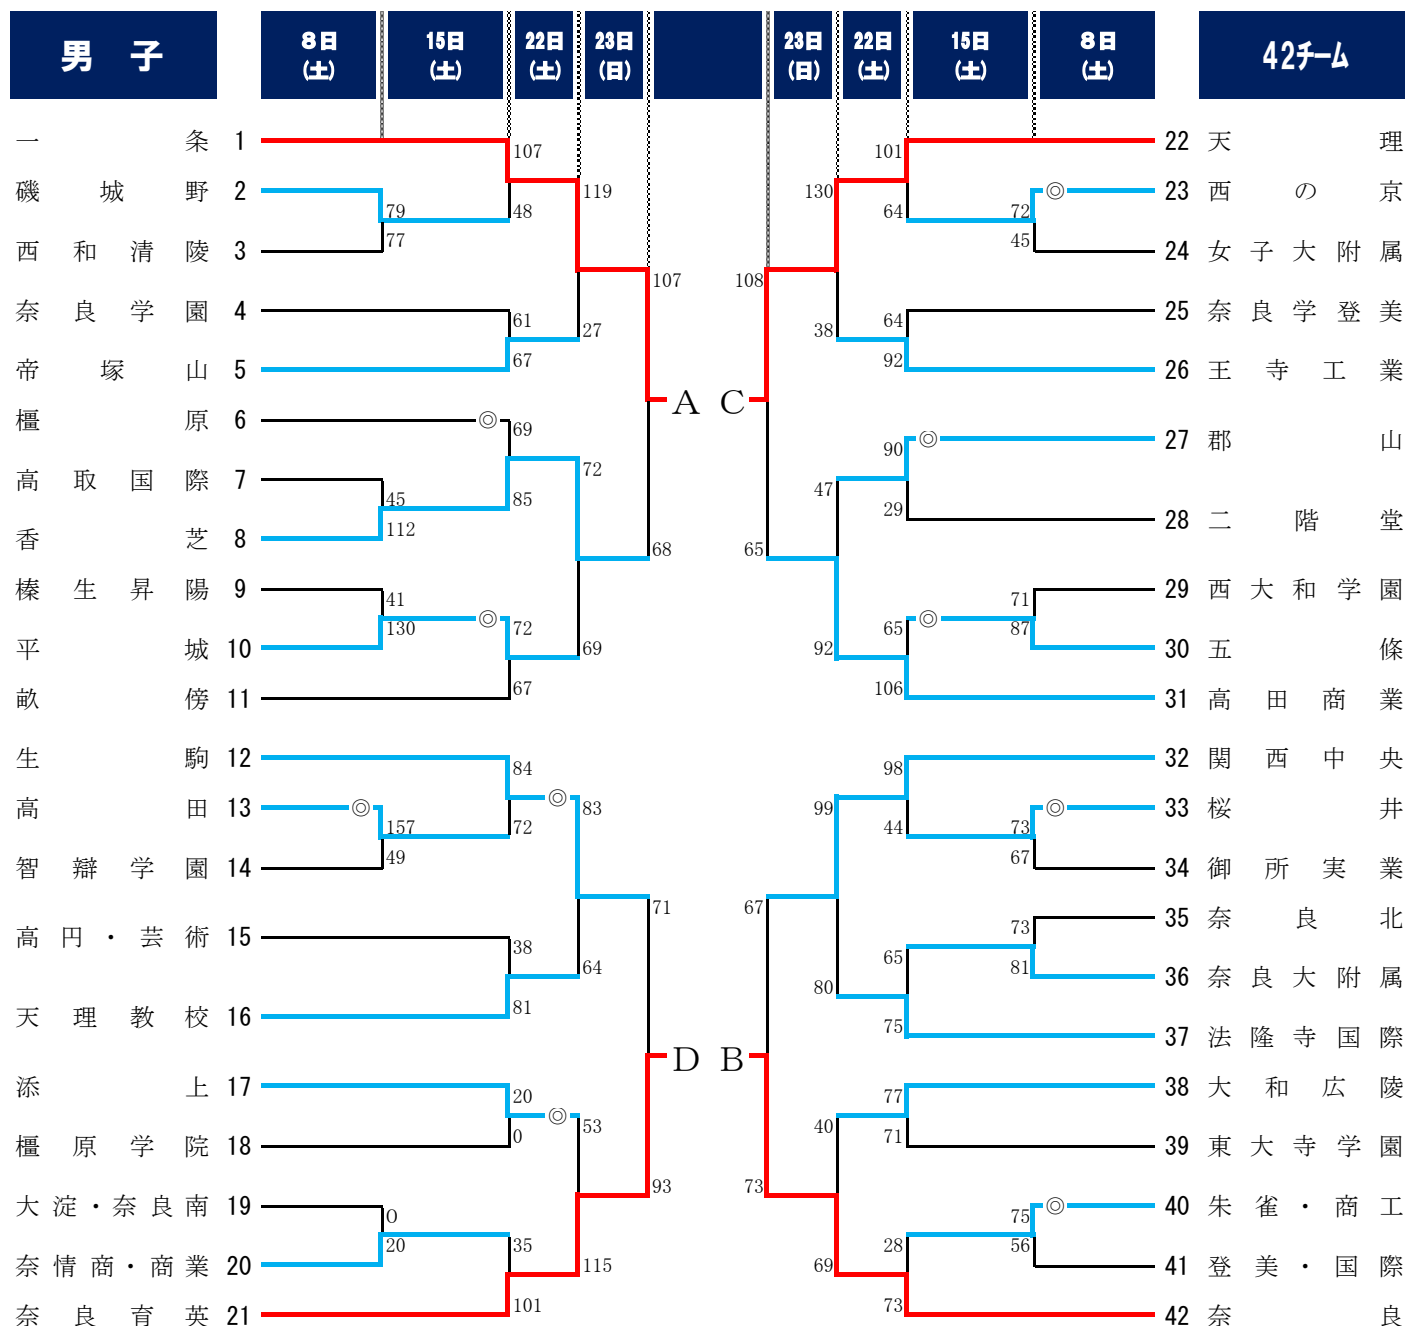 男子 8日(土) 15日(土) 22日(土) 23日(日) 23日(日) 22日(土) 15日(土) 8日(土) 42チーム
一条 1 107 101 22 天理
磯城野 2 119 130 ◎ 23 西の京
79 48 64 72
西和清陵 3 77 45 24 女子大附属
107 108
奈良学園 4 61 27 38 64 25 奈良学登美
帝塚山 5 67 92 26 王寺工業
A C
橿原 6 ◎ 69 90 ◎ 27 郡山
72 47
高取国際 7 45 85 29
香芝 8 112 28 二階堂
68 65
榛生昇陽 9 41 71 29 西大和学園
130 ◎ 72 65 ◎ 87
平城 10 69 92 30 五條
畝傍 11 67 106 31 高田商業
生駒 12 84 98 32 関西中央
高田 13 ◎ ◎ 83 99 ◎ 33 桜井
157 72 44 73
智辯学園 14 49 67 34 御所実業
71 67
高円・芸術 15 38 73 35 奈良北
64 65 81 36 奈良大附属
天理教校 16 81 80 75 37 法隆寺国際
D B
添上 17 20 77 38 大和広陵
◎ 53 40
橿原学院 18 0 71 39 東大寺学園
93 73
大淀・奈良南 19 0 75 ◎ 40 朱雀・商工
20 35 28 56
奈情商・商業 20 115 69 41 登美・国際
奈良育英 21 101 73 42 奈良